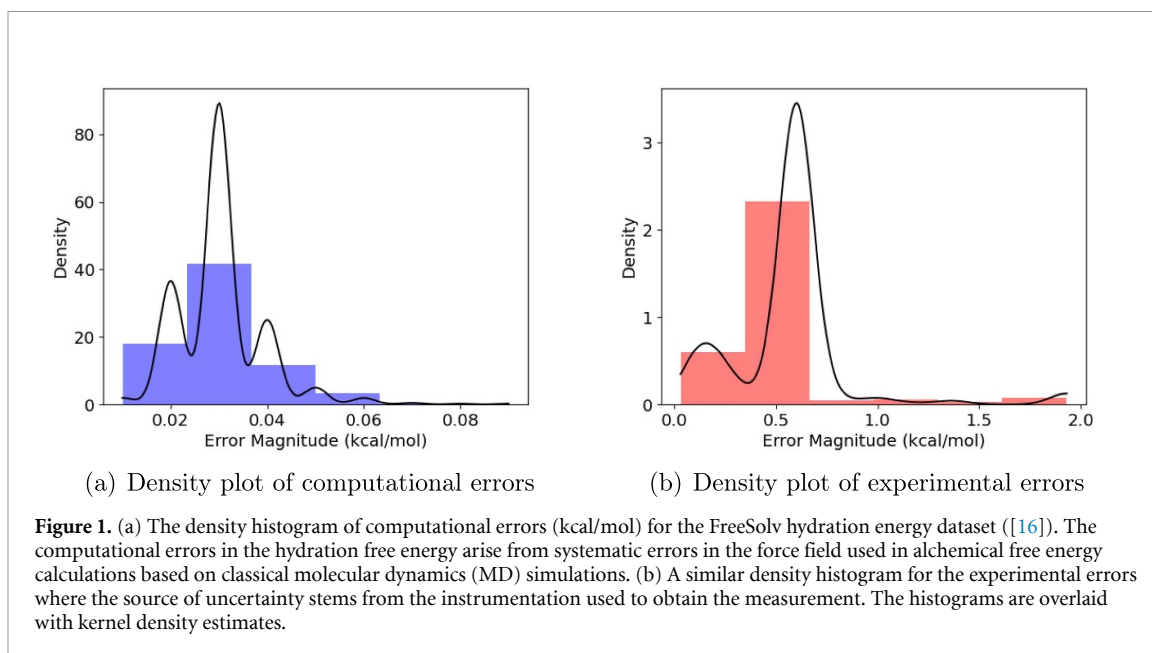 80
60
40
20
0
Density
0.02 0.04 0.06 0.08
Error Magnitude (kcal/mol)
3
2
1
0
Density
0.0 0.5 1.0 1.5 2.0
Error Magnitude (kcal/mol)
(a) Density plot of computational errors
(b) Density plot of experimental errors
Figure 1. (a) The density histogram of computational errors (kcal/mol) for the FreeSolv hydration energy dataset ([16]). The
computational errors in the hydration free energy arise from systematic errors in the force field used in alchemical free energy
calculations based on classical molecular dynamics (MD) simulations. (b) A similar density histogram for the experimental errors
where the source of uncertainty stems from the instrumentation used to obtain the measurement. The histograms are overlaid
with kernel density estimates.